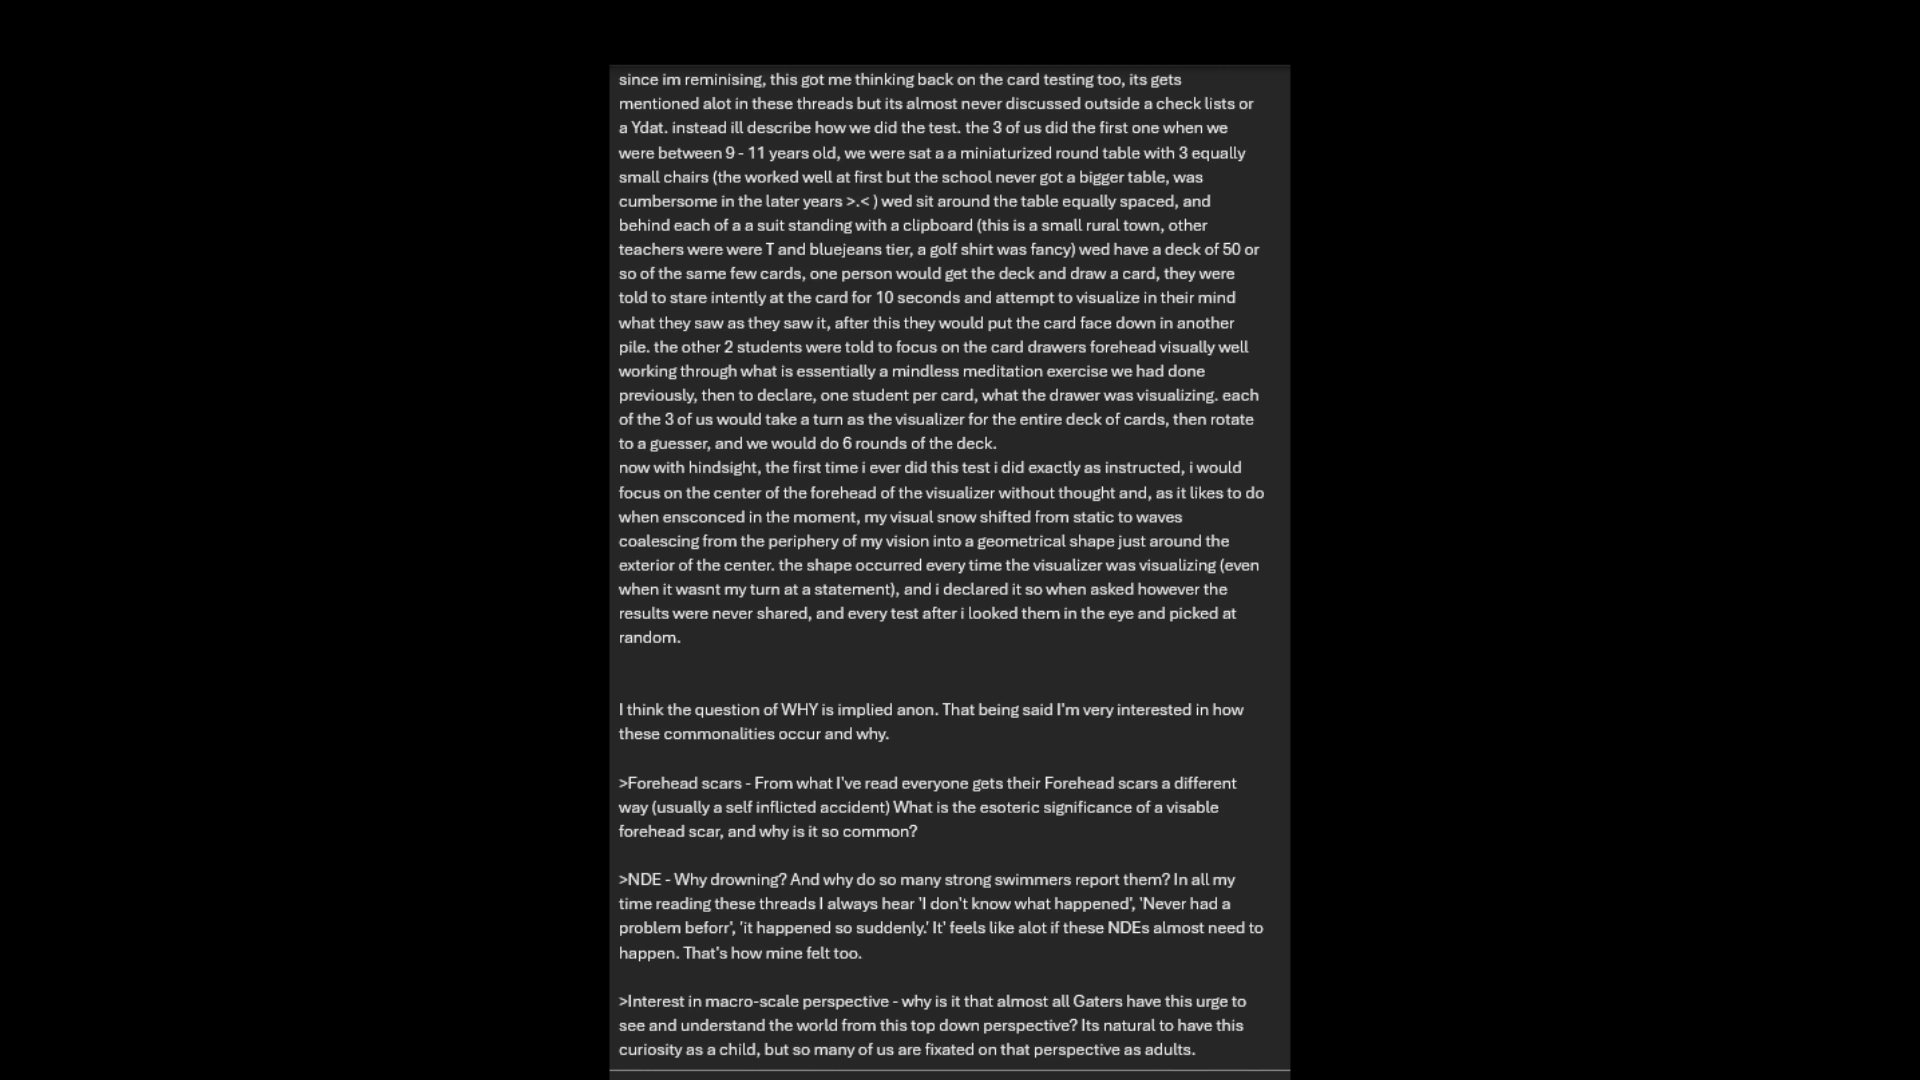 since im reminising, this got me thinking back on the card testing too, its gets
mentioned alot in these threads but its almost never discussed outside a check lists or
a Ydat. instead ill describe how we did the test. the 3 of us did the first one when we
were between 9 - 11 years old, we were sat a a miniaturized round table with 3 equally
small chairs (the worked well at first but the school never got a bigger table, was
cumbersome in the later years >.< ) wed sit around the table equally spaced, and
behind each of a a suit standing with a clipboard (this is a small rural town, other
teachers were were T and bluejeans tier, a golf shirt was fancy) wed have a deck of 50 or
so of the same few cards, one person would get the deck and draw a card, they were
told to stare intently at the card for 10 seconds and attempt to visualize in their mind
what they saw as they saw it, after this they would put the card face down in another
pile. the other 2 students were told to focus on the card drawers forehead visually well
working through what is essentially a mindless meditation exercise we had done
previously, then to declare, one student per card, what the drawer was visualizing. each
of the 3 of us would take a turn as the visualizer for the entire deck of cards, then rotate
to a guesser, and we would do 6 rounds of the deck.
now with hindsight, the first time i ever did this test i did exactly as instructed, i would
focus on the center of the forehead of the visualizer without thought and, as it likes to do
when ensconced in the moment, my visual snow shifted from static to waves
coalescing from the periphery of my vision into a geometrical shape just around the
exterior of the center. the shape occurred every time the visualizer was visualizing (even
when it wasnt my turn at a statement), and i declared it so when asked however the
results were never shared, and every test after i looked them in the eye and picked at
random.
I think the question of WHY is implied anon. That being said I'm very interested in how
these commonalities occur and why.
>Forehead scars - From what I've read everyone gets their Forehead scars a different
way (usually a self inflicted accident) What is the esoteric significance of a visable
forehead scar, and why is it so common?
>NDE - Why drowning? And why do so many strong swimmers report them? In all my
time reading these threads I always hear 'I don't know what happened', 'Never had a
problem beforr', 'it happened so suddenly.' It' feels like alot if these NDEs almost need to
happen. That's how mine felt too.
>Interest in macro-scale perspective - why is it that almost all Gaters have this urge to
see and understand the world from this top down perspective? Its natural to have this
curiosity as a child, but so many of us are fixated on that perspective as adults.